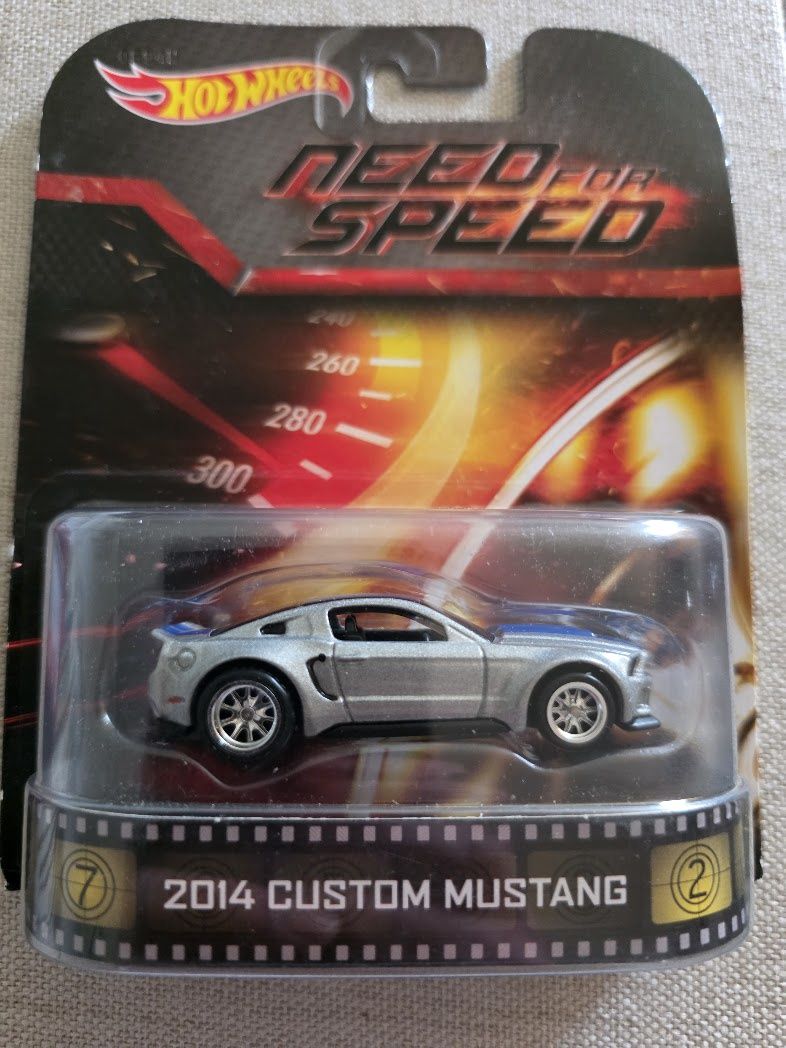 HOT WHEELS
NEED FOR
SPEED
240
260
280
300
7 2014 CUSTOM MUSTANG 2